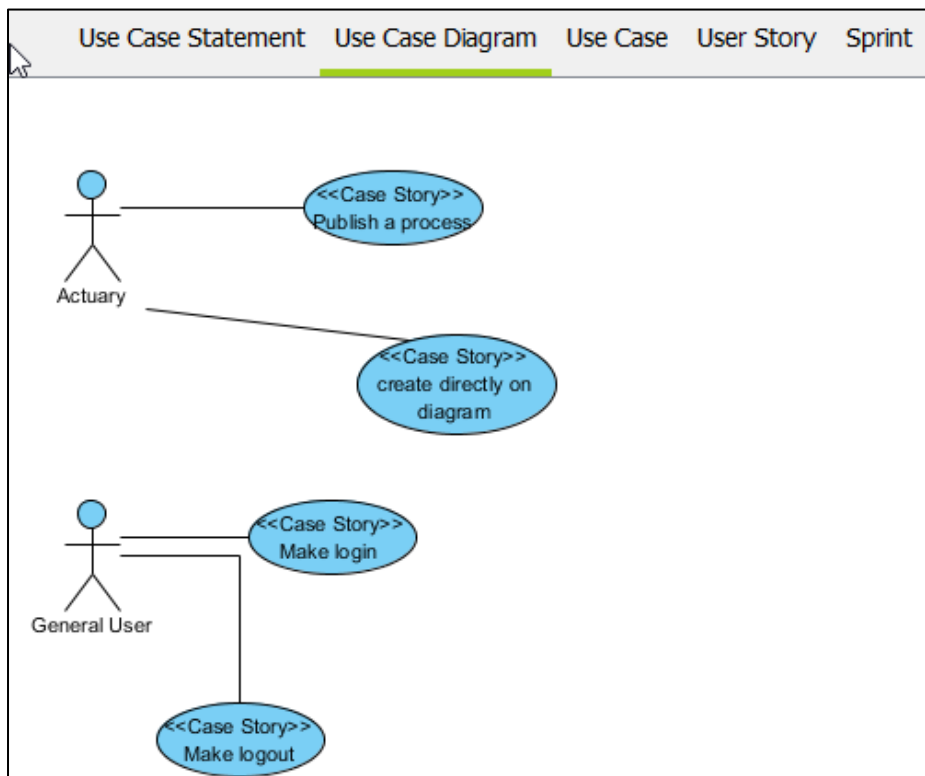 Use Case Statement Use Case Diagram Use Case User Story Sprint
<<Case Story>>
Publish a process
Actuary
<<Case Story>>
create directly on
diagram
<<Case Story>>
Make login
General User
<<Case Story>>
Make logout